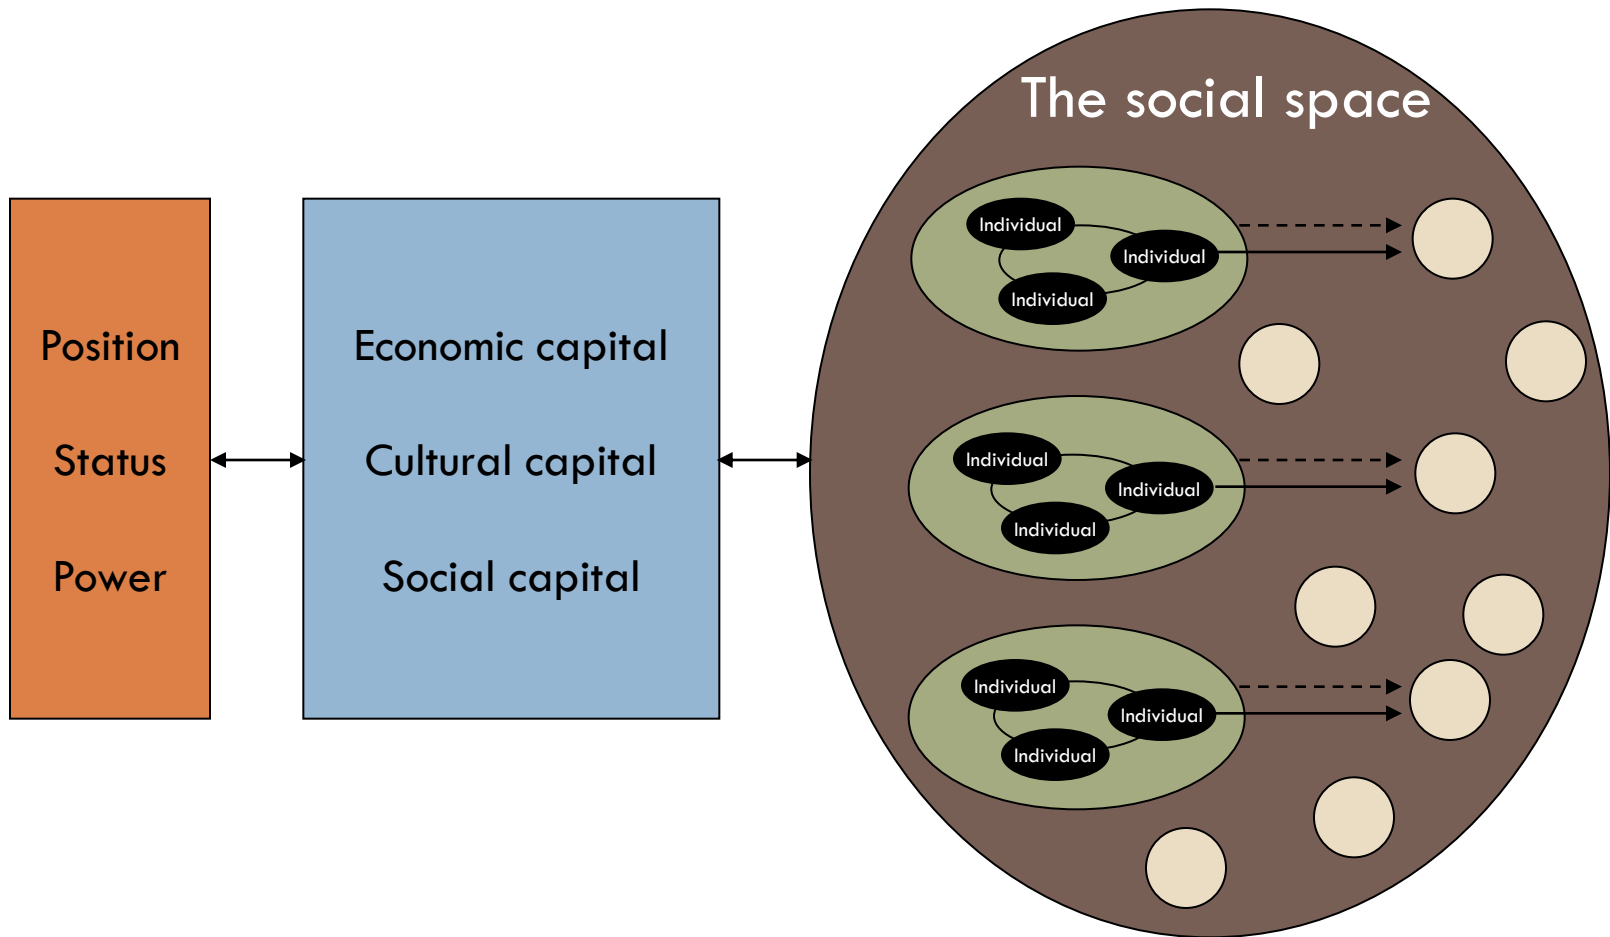 The social space
Position
Status
Power
Economic capital
Cultural capital
Social capital
Individual
Individual
Individual
Individual
Individual
Individual
Individual
Individual
Individual